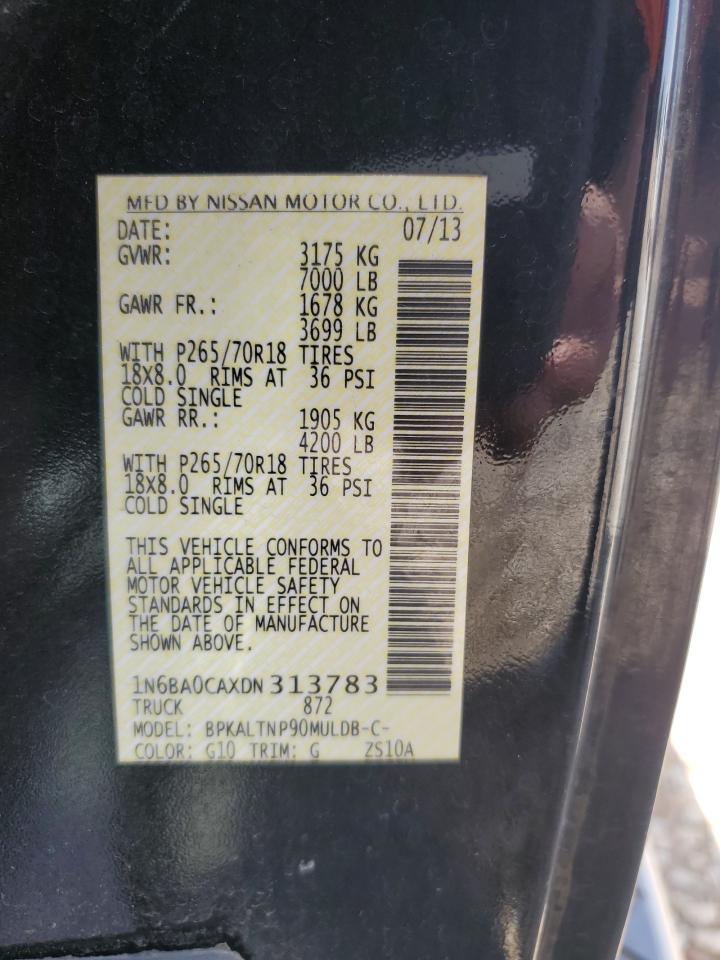 MFD BY NISSAN MOTOR CO., LTD.
DATE: 07/13
GVWR: 3175 KG
7000 LB
GAWR FR.: 1678 KG
3699 LB
WITH P265/70R18 TIRES
18X8.0 RIMS AT 36 PSI
COLD SINGLE
GAWR RR.: 1905 KG
4200 LB
WITH P265/70R18 TIRES
18X8.0 RIMS AT 36 PSI
COLD SINGLE
THIS VEHICLE CONFORMS TO
ALL APPLICABLE FEDERAL
MOTOR VEHICLE SAFETY
STANDARDS IN EFFECT ON
THE DATE OF MANUFACTURE
SHOWN ABOVE.
1N6BA0CAXDN313783
TRUCK 872
MODEL: BPKALTNP90MULDB-C-
COLOR: G10 TRIM: G ZS10A